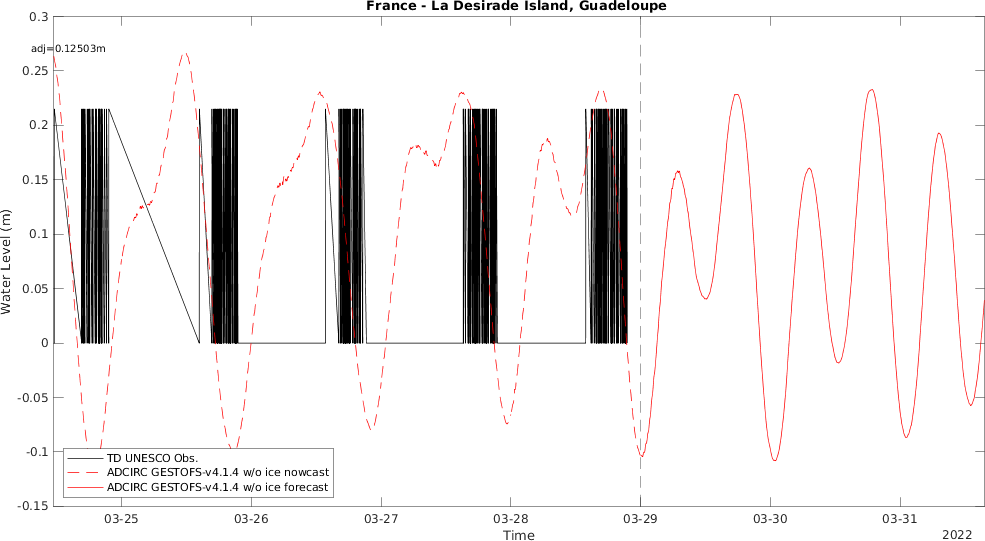 France - La Desirade Island, Guadeloupe
adj=0.12503m
0.3
0.25
0.2
0.15
0.1
0.05
0
-0.05
-0.1
-0.15
Water Level (m)
TD UNESCO Obs.
ADCIRC GESTOFS-v4.1.4 w/o ice nowcast
ADCIRC GESTOFS-v4.1.4 w/o ice forecast
03-25 03-26 03-27 03-28 03-29 03-30 03-31
Time
2022